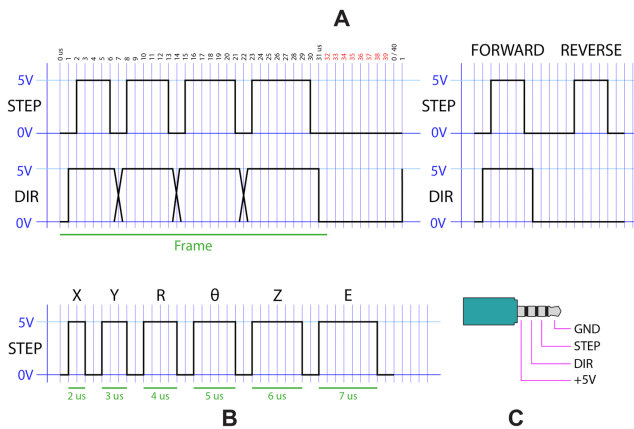 A
0 us
1
2
3
4
5
6
7
8
9
10
11
12
13
14
15
16
17
18
19
20
21
22
23
24
25
26
27
28
29
30
31 us
32
33
34
35
36
37
38
39
0 / 40
1
5V
STEP
0V
5V
DIR
0V
Frame
FORWARD REVERSE
5V
STEP
0V
5V
DIR
0V
X Y R θ Z E
5V
STEP
0V
2 us 3 us 4 us 5 us 6 us 7 us
B
GND
STEP
DIR
+5V
C